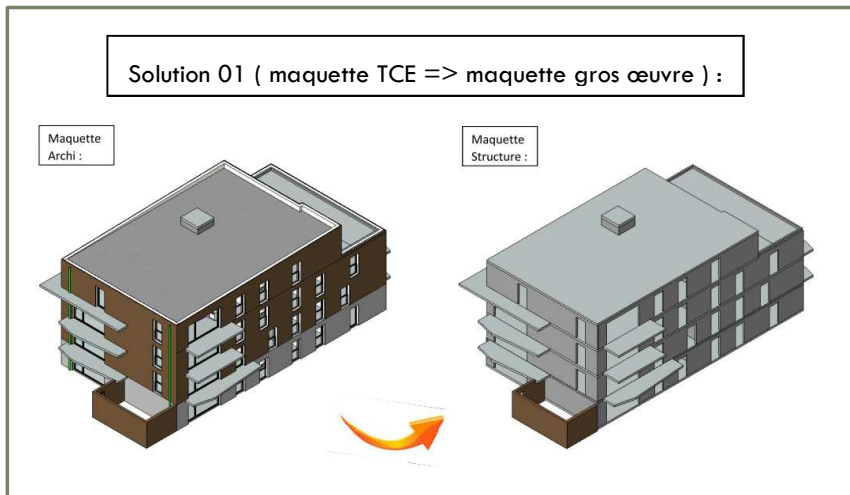 Solution 01 ( maquette TCE => maquette gros œuvre ) :
Maquette
Archi :
Maquette
Structure :